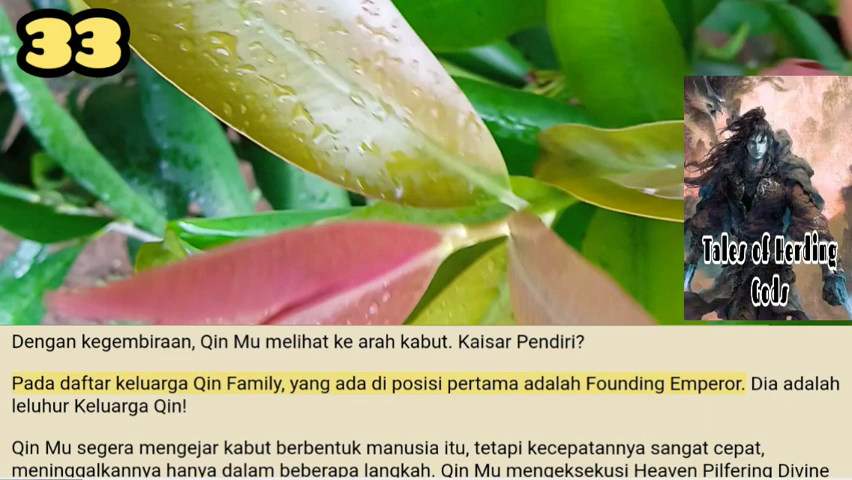 33
Tales of Herding
Gods
Dengan kegembiraan, Qin Mu melihat ke arah kabut. Kaisar Pendiri?
Pada daftar keluarga Qin Family, yang ada di posisi pertama adalah Founding Emperor. Dia adalah
leluhur Keluarga Qin!
Qin Mu segera mengejar kabut berbentuk manusia itu, tetapi kecepatannya sangat cepat,
meninggalkannya hanya dalam beberapa langkah. Qin Mu mengeksekusi Heaven Pilfering Divine